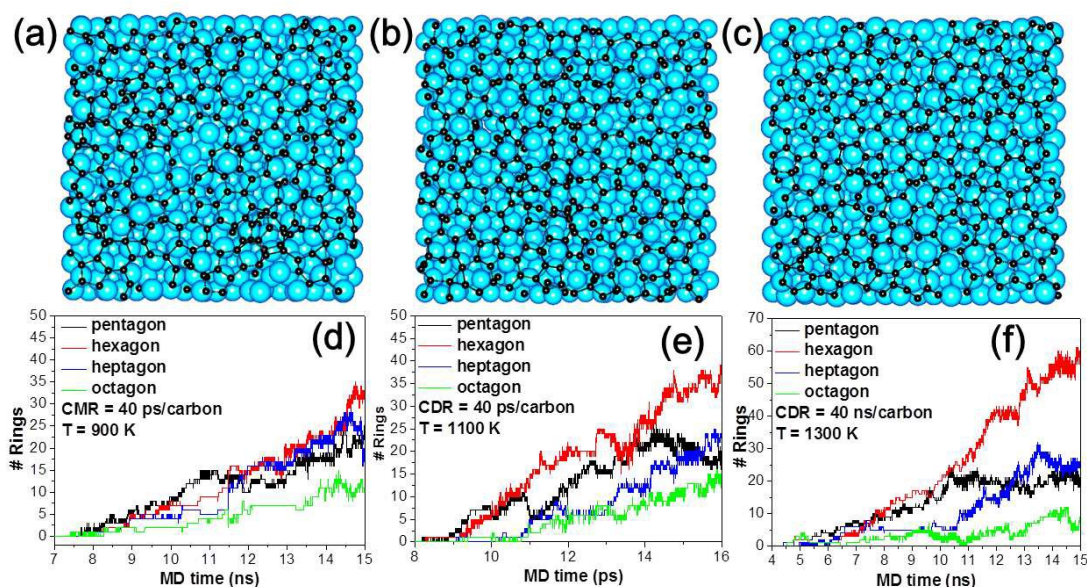 (a)
(b)
(c)
(d)
50
45
40
35
30
25
20
15
10
5
0
# Rings
pentagon
hexagon
heptagon
octagon
CMR = 40 ps/carbon
T = 900 K
7 8 9 10 11 12 13 14 15
MD time (ns)
(e)
50
45
40
35
30
25
20
15
10
5
0
# Rings
pentagon
hexagon
heptagon
octagon
CDR = 40 ps/carbon
T = 1100 K
8 10 12 14 16
MD time (ps)
(f)
70
60
50
40
30
20
10
0
# Rings
pentagon
hexagon
heptagon
octagon
CDR = 40 ns/carbon
T = 1300 K
4 5 6 7 8 9 10 11 12 13 14 15
MD time (ns)